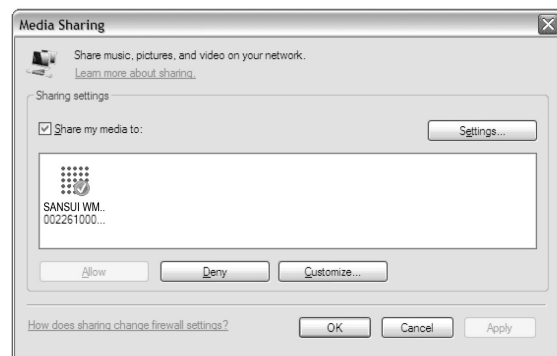 Media Sharing
Share music, pictures, and video on your network.
Learn more about sharing.
Sharing settings
Share my media to:
Settings...
SANSUI WM..
002261000...
Allow
Deny
Customize...
How does sharing change firewall settings?
OK
Cancel
Apply